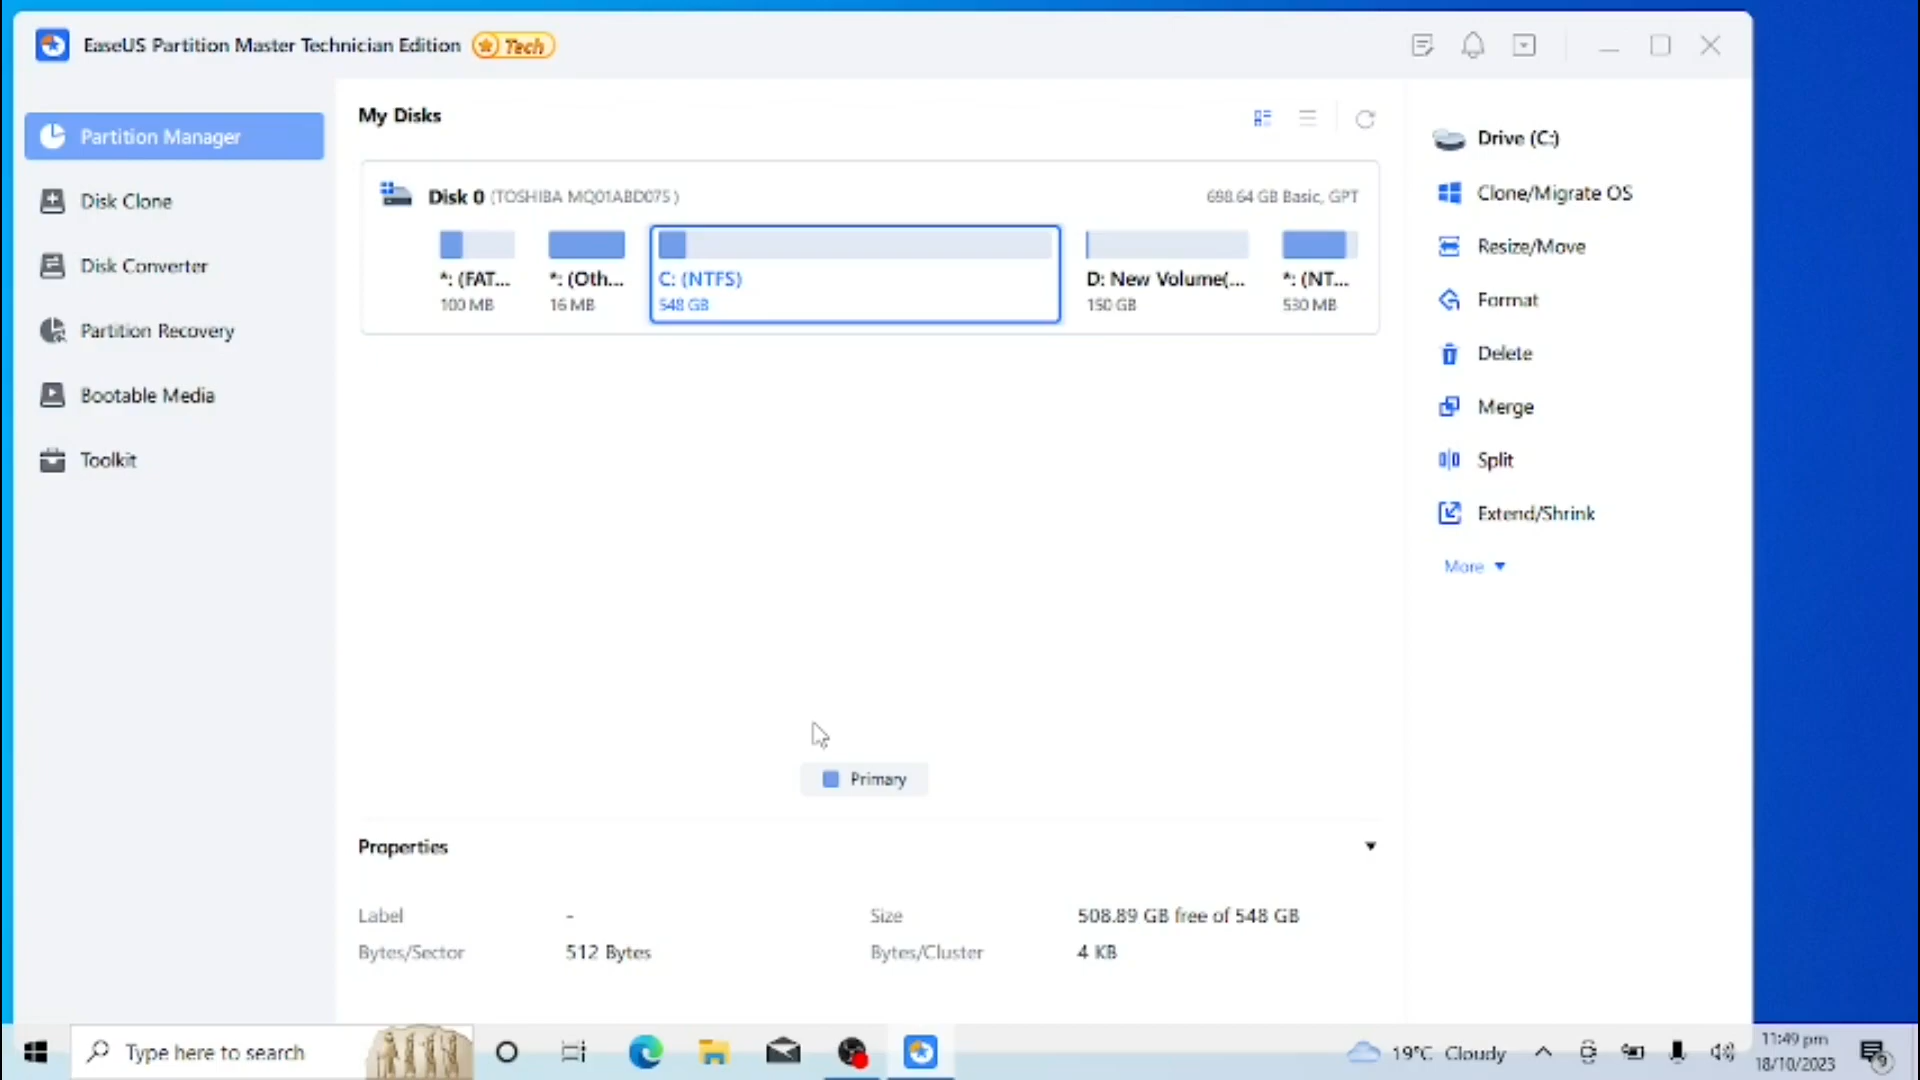 EaseUS Partition Master Technician Edition Tech
Partition Manager
Disk Clone
Disk Converter
Partition Recovery
Bootable Media
Toolkit
My Disks
Disk 0 (TOSHIBA MQ01ABD075 ) 698.64 GB Basic, GPT
*: (FAT... *: (Oth... C: (NTFS) D: New Volume(... *: (NT...
100 MB 16 MB 548 GB 150 GB 530 MB
Primary
Properties
Label - Size 508.89 GB free of 548 GB
Bytes/Sector 512 Bytes Bytes/Cluster 4 KB
Drive (C:)
Clone/Migrate OS
Resize/Move
Format
Delete
Merge
Split
Extend/Shrink
More
Type here to search
19°C Cloudy
11:49 pm
18/10/2023
9